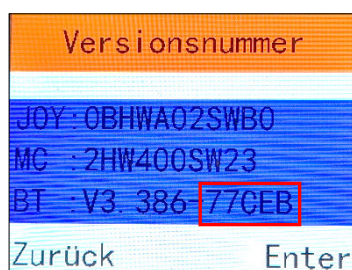 Versionsnummer
JOY:0BHWA02SWB0
MC :2HW400SW23
BT :V3. 386-77CEB
Zurück Enter